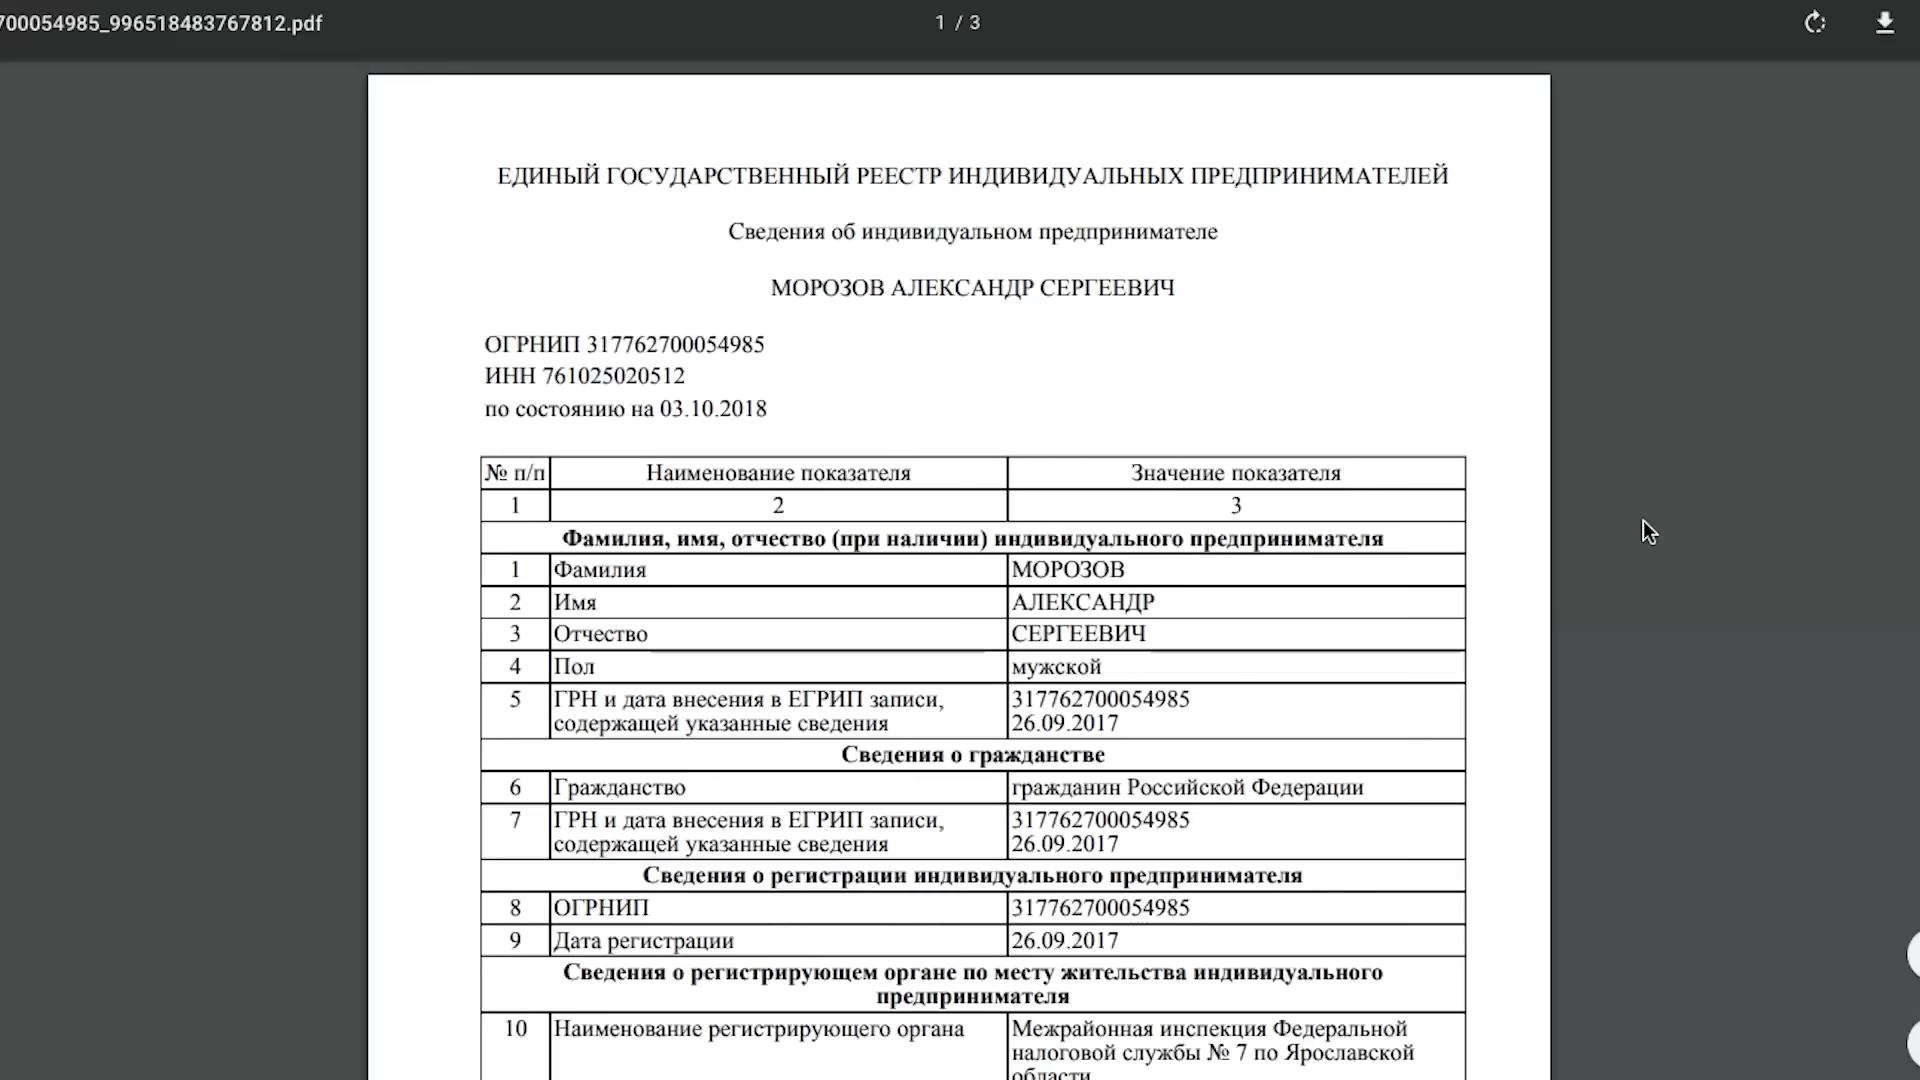 700054985_996518483767812.pdf
1 / 3
ЕДИНЫЙ ГОСУДАРСТВЕННЫЙ РЕЕСТР ИНДИВИДУАЛЬНЫХ ПРЕДПРИНИМАТЕЛЕЙ
Сведения об индивидуальном предпринимателе
МОРОЗОВ АЛЕКСАНДР СЕРГЕЕВИЧ
ОГРНИП 317762700054985
ИНН 761025020512
по состоянию на 03.10.2018
№ п/п Наименование показателя Значение показателя
1 2 3
Фамилия, имя, отчество (при наличии) индивидуального предпринимателя
1 Фамилия МОРОЗОВ
2 Имя АЛЕКСАНДР
3 Отчество СЕРГЕЕВИЧ
4 Пол мужской
5 ГРН и дата внесения в ЕГРИП записи, 317762700054985
содержащей указанные сведения 26.09.2017
Сведения о гражданстве
6 Гражданство гражданин Российской Федерации
7 ГРН и дата внесения в ЕГРИП записи, 317762700054985
содержащей указанные сведения 26.09.2017
Сведения о регистрации индивидуального предпринимателя
8 ОГРНИП 317762700054985
9 Дата регистрации 26.09.2017
Сведения о регистрирующем органе по месту жительства индивидуального
предпринимателя
10 Наименование регистрирующего органа Межрайонная инспекция Федеральной
налоговой службы № 7 по Ярославской
области